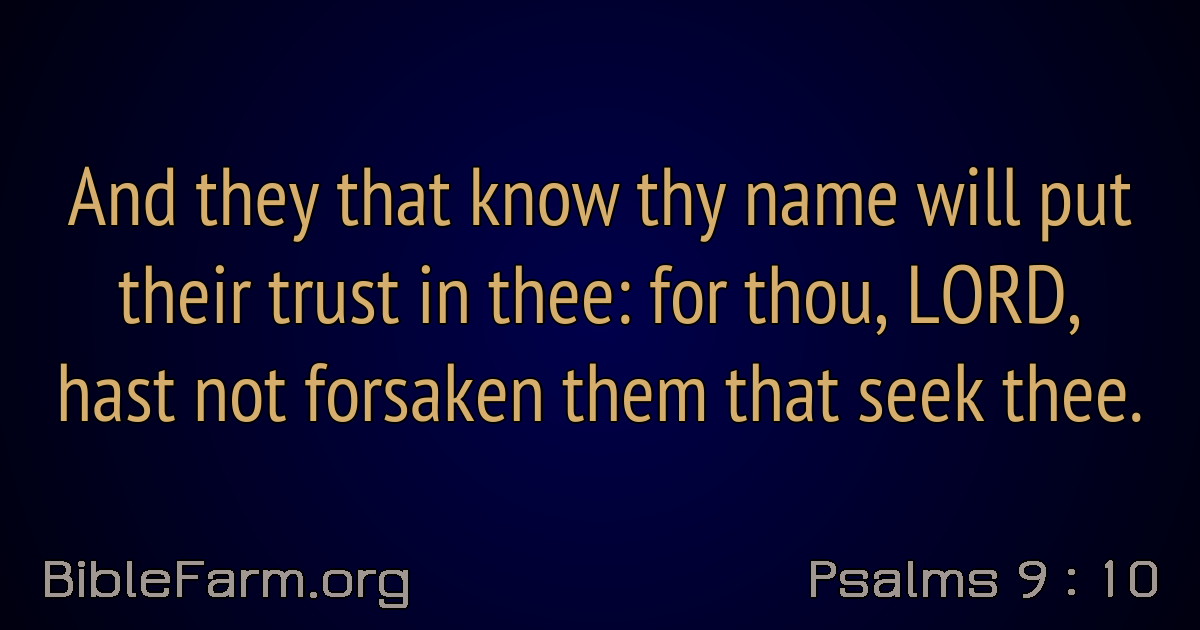 And they that know thy name will put
their trust in thee: for thou, LORD,
hast not forsaken them that seek thee.
BibleFarm.org
Psalms 9 : 10